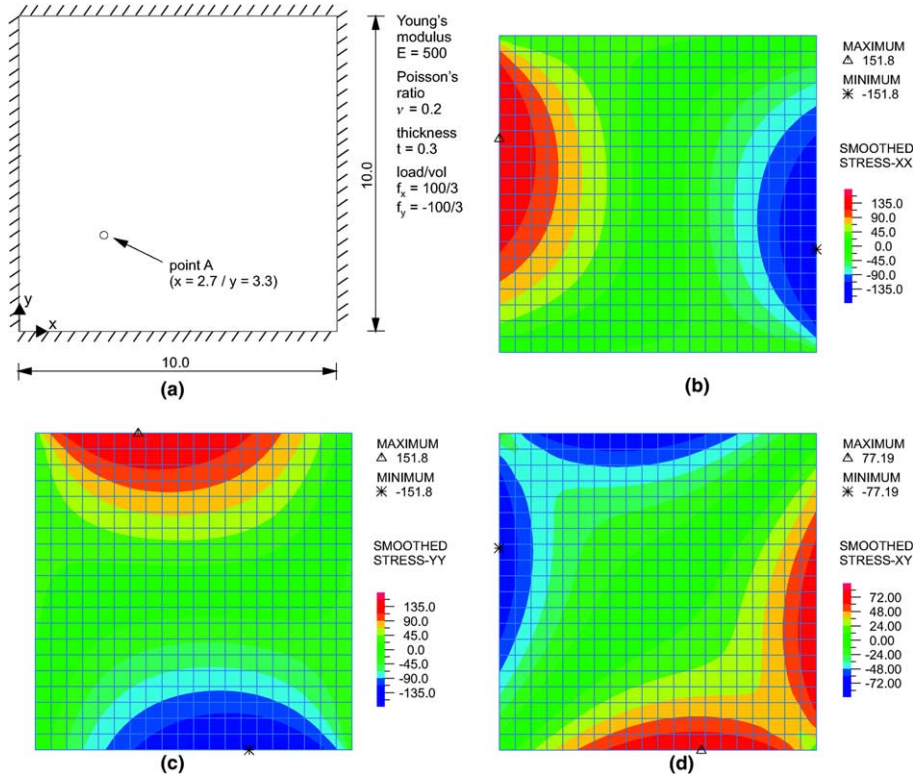 Young's
modulus
E = 500
Poisson's
ratio
ν = 0.2
thickness
t = 0.3
load/vol
fx = 100/3
fy = -100/3
10.0
point A
(x = 2.7 / y = 3.3)
y
x
10.0
(a)
MAXIMUM
151.8
MINIMUM
-151.8
SMOOTHED
STRESS-XX
135.0
90.0
45.0
0.0
-45.0
-90.0
-135.0
(b)
MAXIMUM
151.8
MINIMUM
-151.8
SMOOTHED
STRESS-YY
135.0
90.0
45.0
0.0
-45.0
-90.0
-135.0
(c)
MAXIMUM
77.19
MINIMUM
-77.19
SMOOTHED
STRESS-XY
72.00
48.00
24.00
0.00
-24.00
-48.00
-72.00
(d)